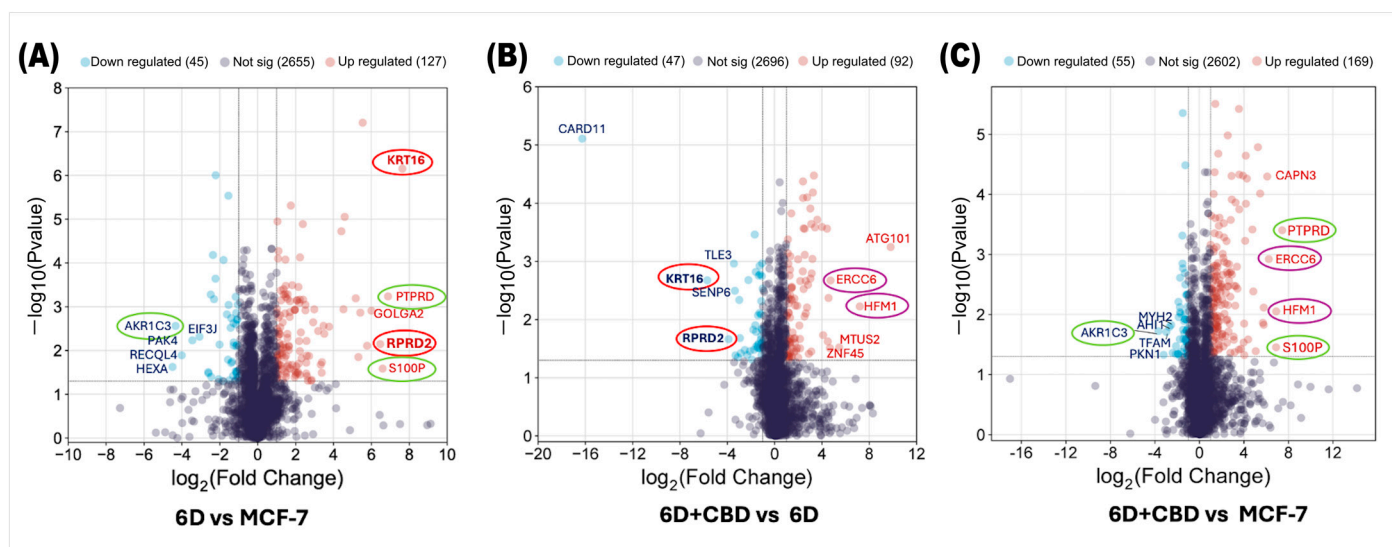 (A)
Down regulated (45) Not sig (2655) Up regulated (127)
8
7
6
5
4
3
2
1
0
−log10(Pvalue)
KRT16
PTPRD
GOLGA2
AKR1C3
EIF3J
PAK4
RPRD2
RECQL4
HEXA
S100P
−10 −8 −6 −4 −2 0 2 4 6 8 10
log2(Fold Change)
6D vs MCF-7
(B)
Down regulated (47) Not sig (2696) Up regulated (92)
6
5
4
3
2
1
0
−log10(Pvalue)
CARD11
ATG101
TLE3
KRT16
ERCC6
SENP6
HFM1
RPRD2
MTUS2
ZNF45
−20 −16 −12 −8 −4 0 4 8 12
log2(Fold Change)
6D+CBD vs 6D
(C)
Down regulated (55) Not sig (2602) Up regulated (169)
5
4
3
2
1
0
−log10(Pvalue)
CAPN3
PTPRD
ERCC6
HFM1
MYH2
AHI1
AKR1C3
TFAM
PKN1
S100P
-16 -12 -8 -4 0 4 8 12 16
log2(Fold Change)
6D+CBD vs MCF-7